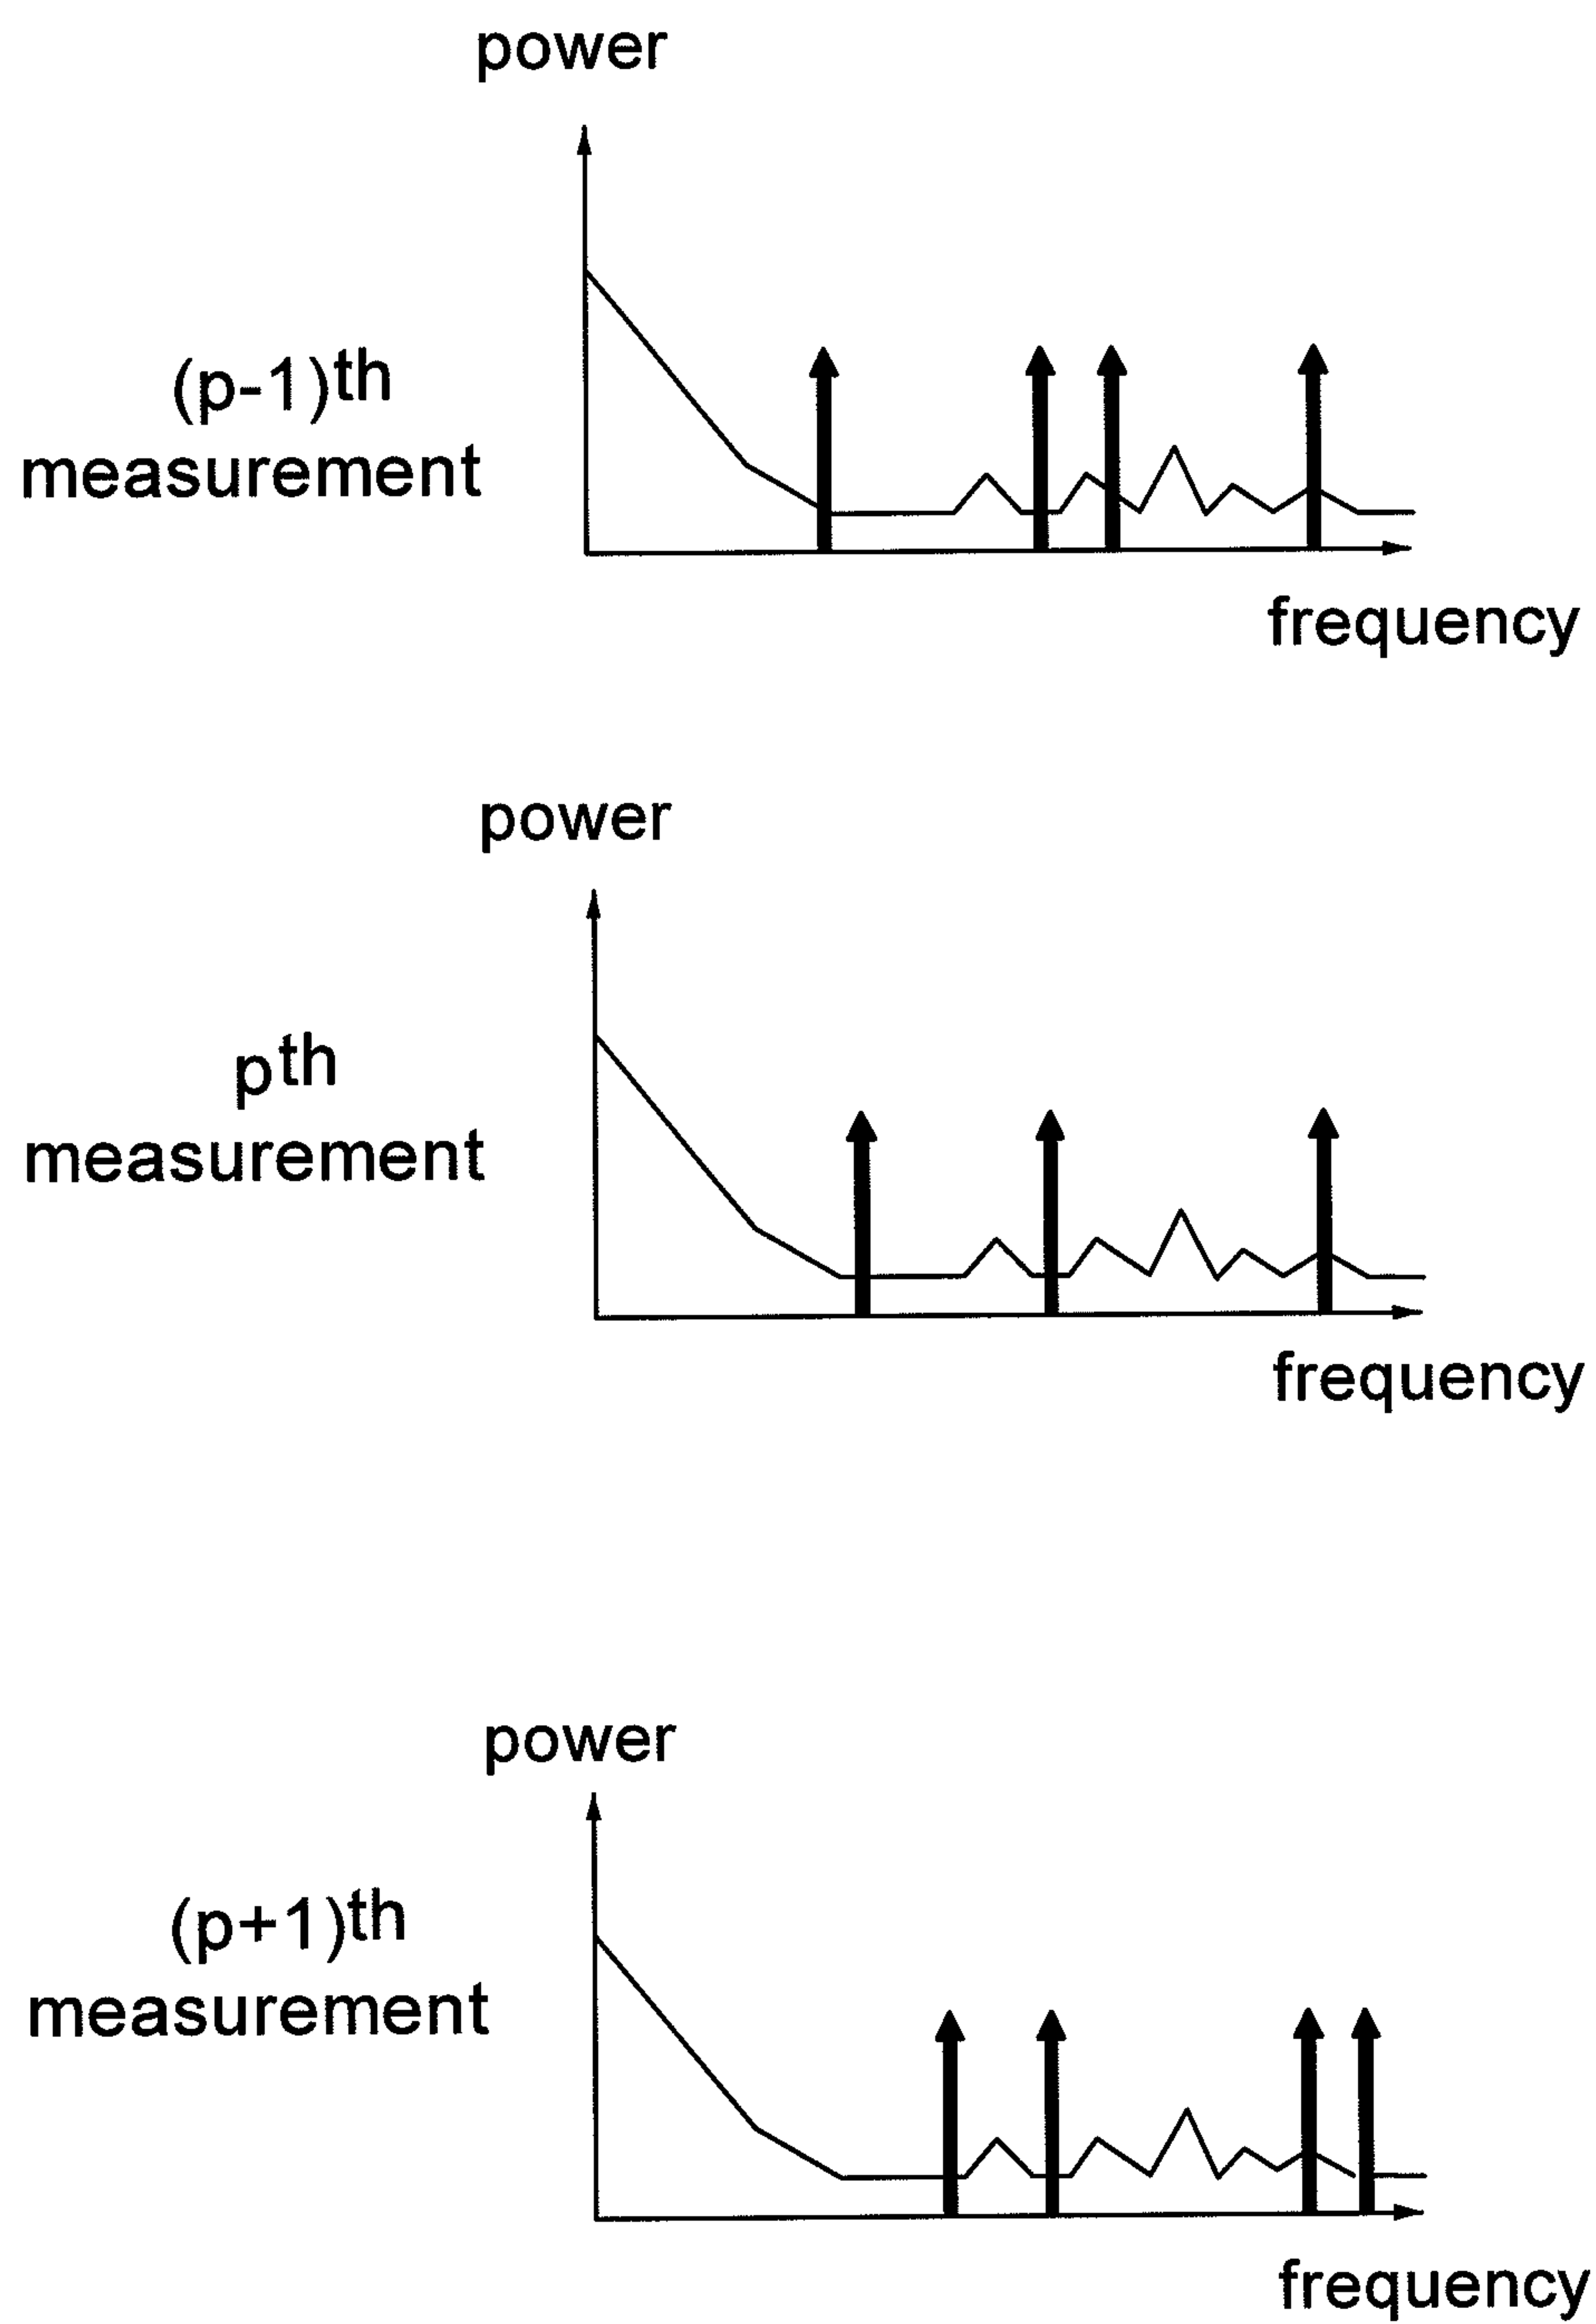 power
(p-1)th
measurement
frequency
power
pth
measurement
frequency
power
(p+1)th
measurement
frequency